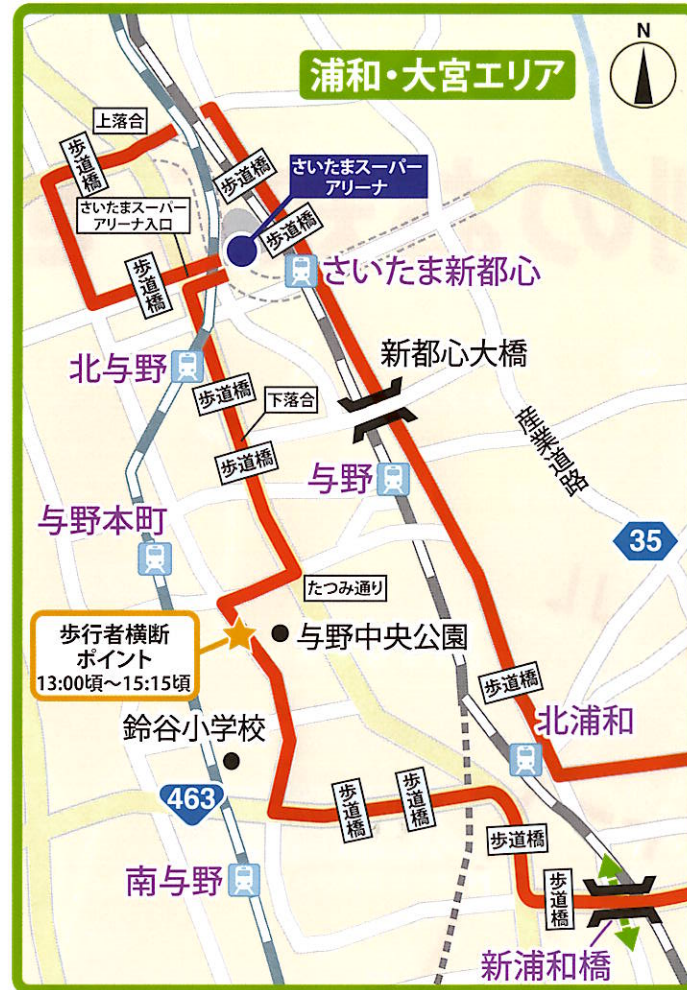 浦和・大宮エリア
N
上落合
歩道橋
歩道橋
さいたまスーパー
アリーナ
さいたまスーパー
アリーナ入口
歩道橋
歩道橋
さいたま新都心
北与野
新都心大橋
歩道橋
下落合
歩道橋
与野
産業道路
与野本町
35
たつみ通り
歩行者横断
ポイント
13:00頃～15:15頃
与野中央公園
歩道橋
北浦和
鈴谷小学校
463
歩道橋
歩道橋
歩道橋
南与野
歩道橋
新浦和橋